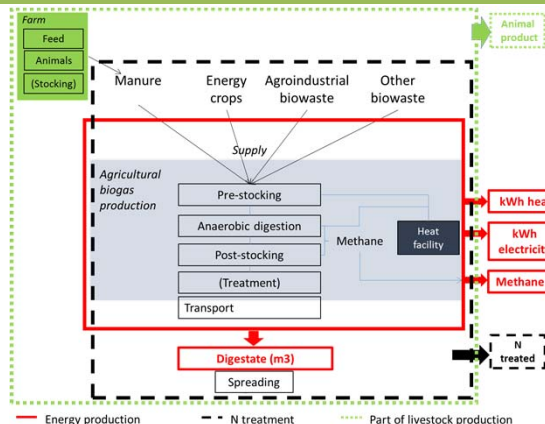 Farm
Feed
Animals
(Stocking)
Animal
product
Manure
Energy
crops
Agroindustrial
biowaste
Other
biowaste
Supply
Agricultural
biogas
production
Pre-stocking
Anaerobic digestion
Post-stocking
(Treatment)
Transport
Methane
Heat
facility
kWh heat
kWh
electricity
Methane
Digestate (m3)
Spreading
N
treated
Energy production
N treatment
Part of livestock production